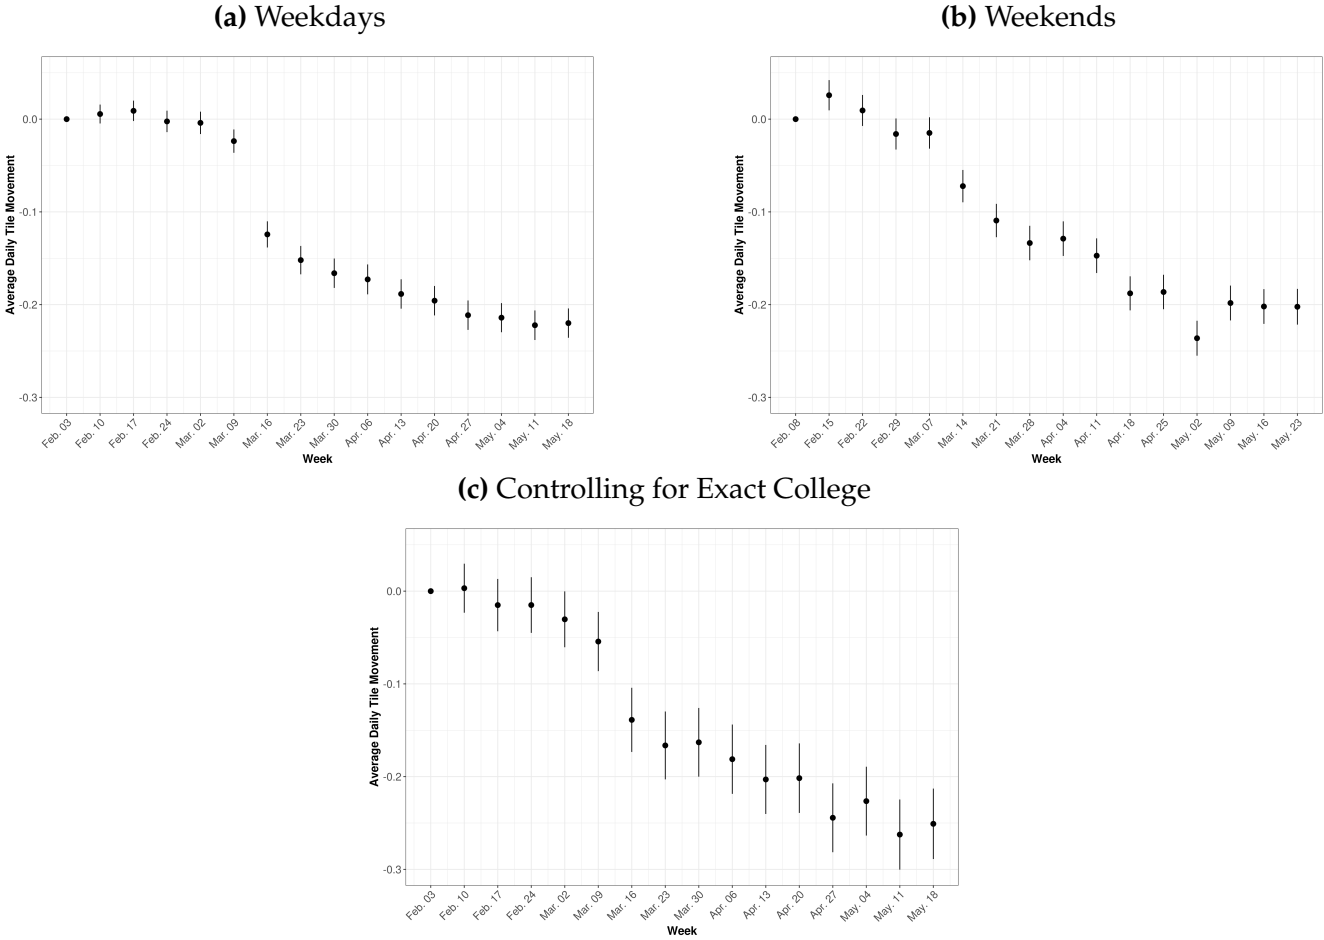 (a) Weekdays
Average Daily Tile Movement
0.0
-0.1
-0.2
-0.3
Feb. 03
Feb. 10
Feb. 17
Feb. 24
Mar. 02
Mar. 09
Mar. 16
Mar. 23
Mar. 30
Apr. 06
Apr. 13
Apr. 20
Apr. 27
May. 04
May. 11
May. 18
Week
(b) Weekends
Average Daily Tile Movement
0.0
-0.1
-0.2
-0.3
Feb. 08
Feb. 15
Feb. 22
Feb. 29
Mar. 07
Mar. 14
Mar. 21
Mar. 28
Apr. 04
Apr. 11
Apr. 18
Apr. 25
May. 02
May. 09
May. 16
May. 23
Week
(c) Controlling for Exact College
Average Daily Tile Movement
0.0
-0.1
-0.2
-0.3
Feb. 03
Feb. 10
Feb. 17
Feb. 24
Mar. 02
Mar. 09
Mar. 16
Mar. 23
Mar. 30
Apr. 06
Apr. 13
Apr. 20
Apr. 27
May. 04
May. 11
May. 18
Week